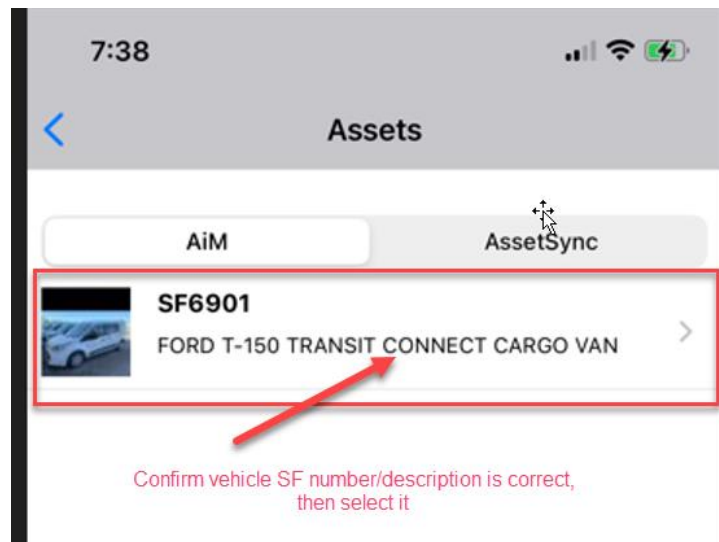 7:38
Assets
AiM
AssetSync
SF6901
FORD T-150 TRANSIT CONNECT CARGO VAN
Confirm vehicle SF number/description is correct,
then select it